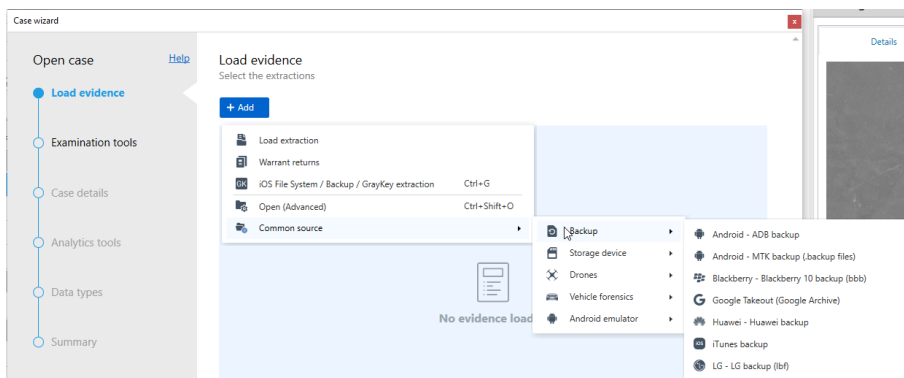 Case wizard
x
Details
Open case
Help
Load evidence
Examination tools
Case details
Analytics tools
Data types
Summary
Load evidence
Select the extractions
+ Add
Load extraction
Warrant returns
GK iOS File System / Backup / GrayKey extraction Ctrl+G
Open (Advanced) Ctrl+Shift+O
Common source
No evidence load
Backup
Storage device
Drones
Vehicle forensics
Android emulator
Android - ADB backup
Android - MTK backup (.backup files)
Blackberry - Blackberry 10 backup (bbb)
G Google Takeout (Google Archive)
Huawei - Huawei backup
iOS iTunes backup
LG - LG backup (lbf)